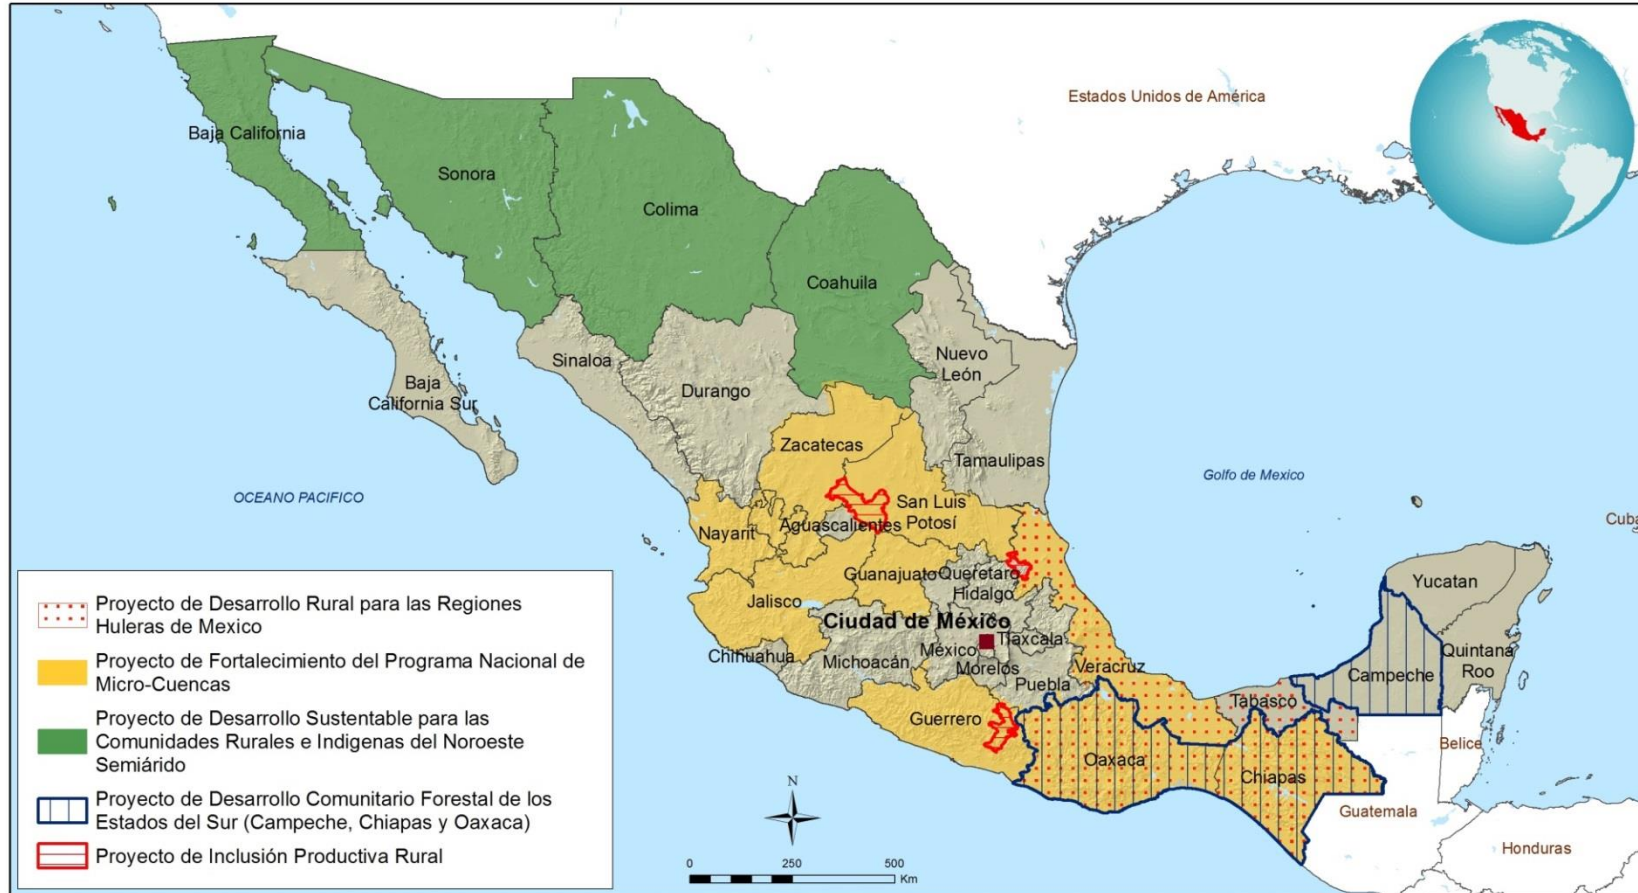 Estados Unidos de América
Baja California
Sonora
Colima
Coahuila
Nuevo
León
Sinaloa
Durango
Baja
California Sur
Zacatecas
Tamaulipas
Golfo de Mexico
OCEANO PACIFICO
San Luis
Potosí
Aguascalientes
Nayarit
Cuba
Guanajuato
Querétaro
Hidalgo
Yucatan
Jalisco
Ciudad de México
Tlaxcala
México
Chihuahua
Michoacán
Morelos
Puebla
Veracruz
Quintana
Roo
Campeche
Tabasco
Guerrero
Belice
Oaxaca
Chiapas
Guatemala
Honduras
Proyecto de Desarrollo Rural para las Regiones
Huleras de Mexico
Proyecto de Fortalecimiento del Programa Nacional de
Micro-Cuencas
Proyecto de Desarrollo Sustentable para las
Comunidades Rurales e Indigenas del Noroeste
Semiárido
Proyecto de Desarrollo Comunitario Forestal de los
Estados del Sur (Campeche, Chiapas y Oaxaca)
Proyecto de Inclusión Productiva Rural
N
0 250 500
Km